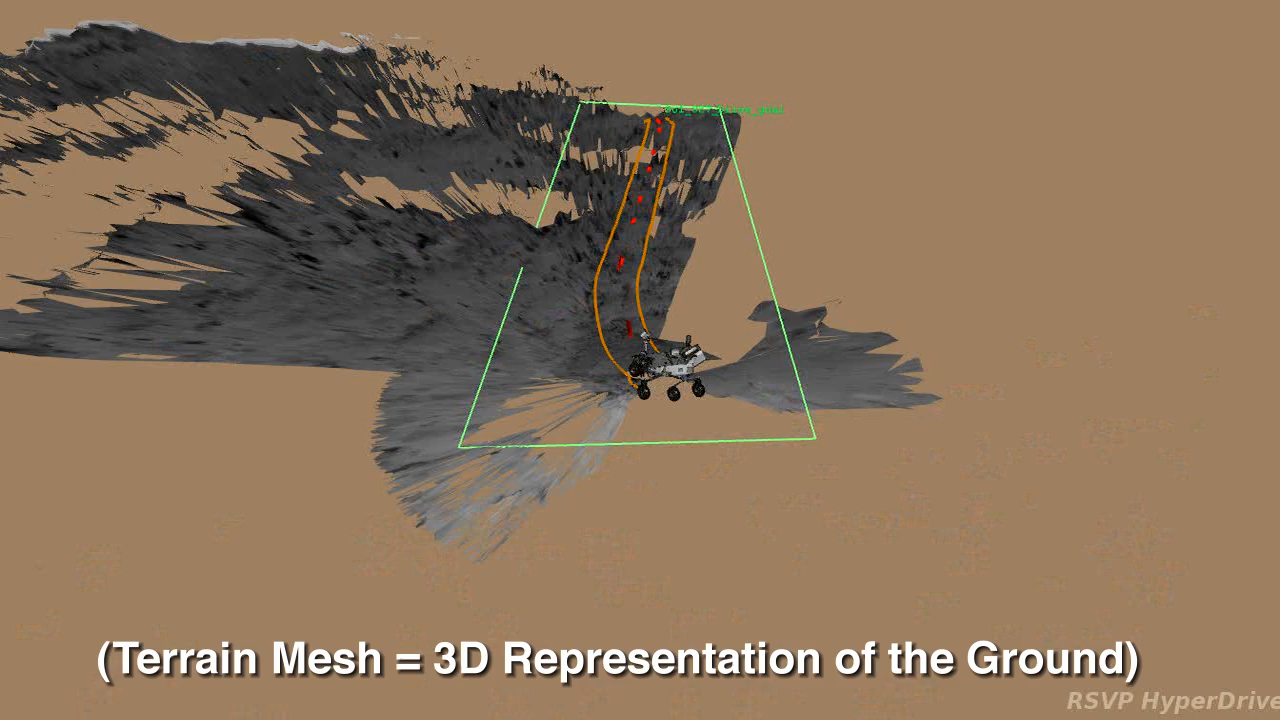 (Terrain Mesh = 3D Representation of the Ground)
RSVP HyperDrive